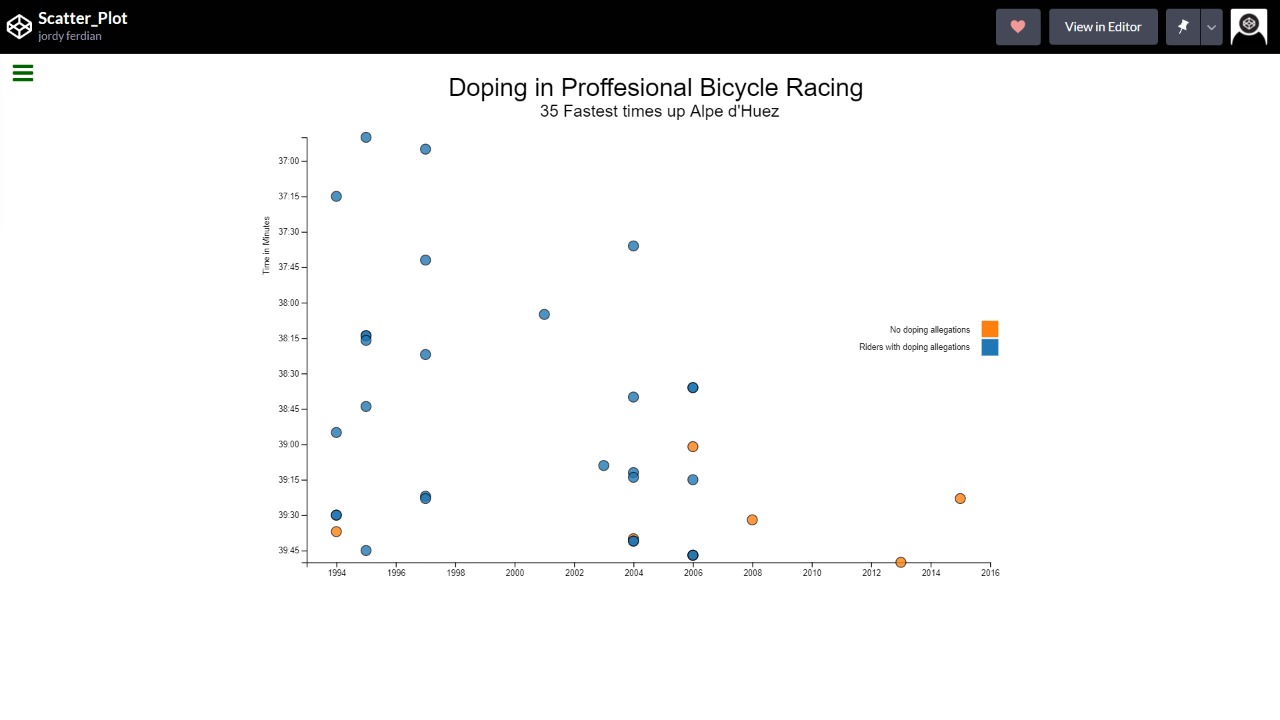 Scatter_Plot
jordy ferdian
View in Editor
Doping in Proffesional Bicycle Racing
35 Fastest times up Alpe d'Huez
Time in Minutes
37:00
37:15
37:30
37:45
38:00
38:15
38:30
38:45
39:00
39:15
39:30
39:45
No doping allegations
Riders with doping allegations
1994 1996 1998 2000 2002 2004 2006 2008 2010 2012 2014 2016